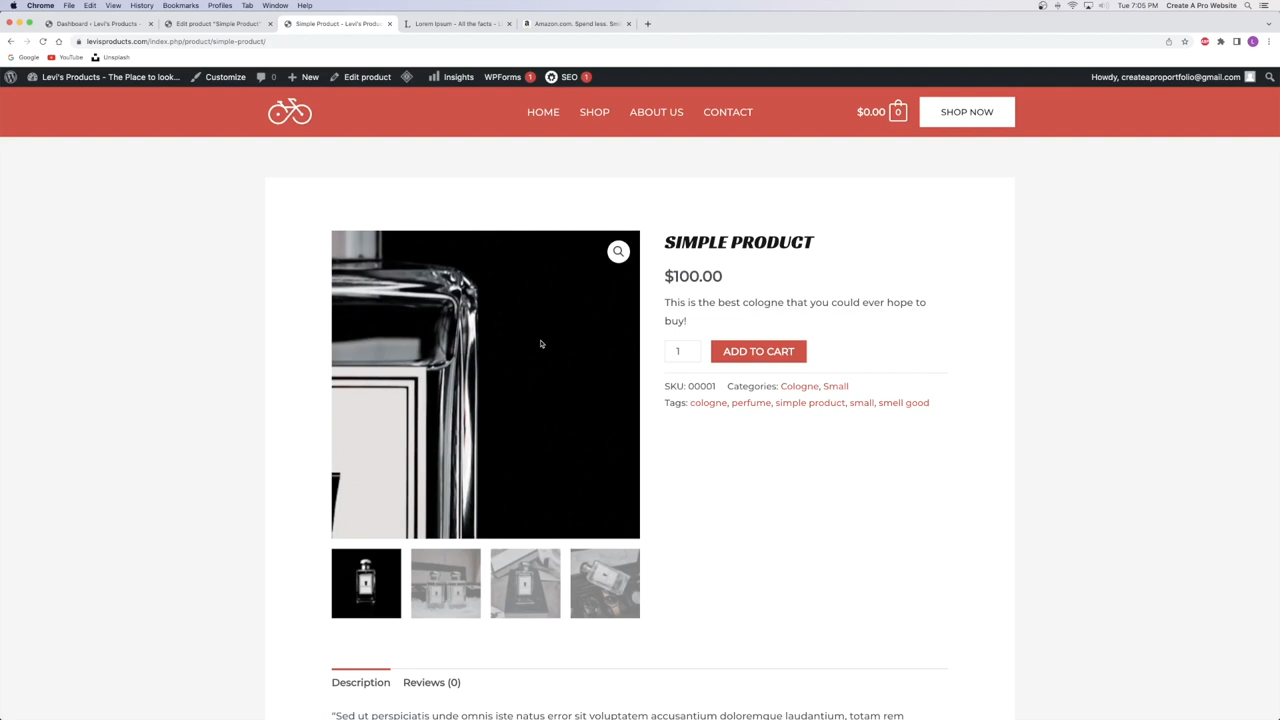 Chrome File Edit View History Bookmarks Profiles Tab Window Help
Tue 7:05 PM Create A Pro Website
Dashboard ‹ Levi's Products -
Edit product "Simple Product"
Simple Product - Levi's Produ
Lorem Ipsum - All the facts - L
Amazon.com. Spend less. Smi
levisproducts.com/index.php/product/simple-product/
Google YouTube Unsplash
Levi's Products - The Place to look... Customize 0 New Edit product Insights WPForms 1 SEO 1
Howdy, createaproportfolio@gmail.com
HOME SHOP ABOUT US CONTACT
$0.00 0 SHOP NOW
SIMPLE PRODUCT
$100.00
This is the best cologne that you could ever hope to
buy!
1 ADD TO CART
SKU: 00001 Categories: Cologne, Small
Tags: cologne, perfume, simple product, small, smell good
Description Reviews (0)
"Sed ut perspiciatis unde omnis iste natus error sit voluptatem accusantium doloremque laudantium, totam rem